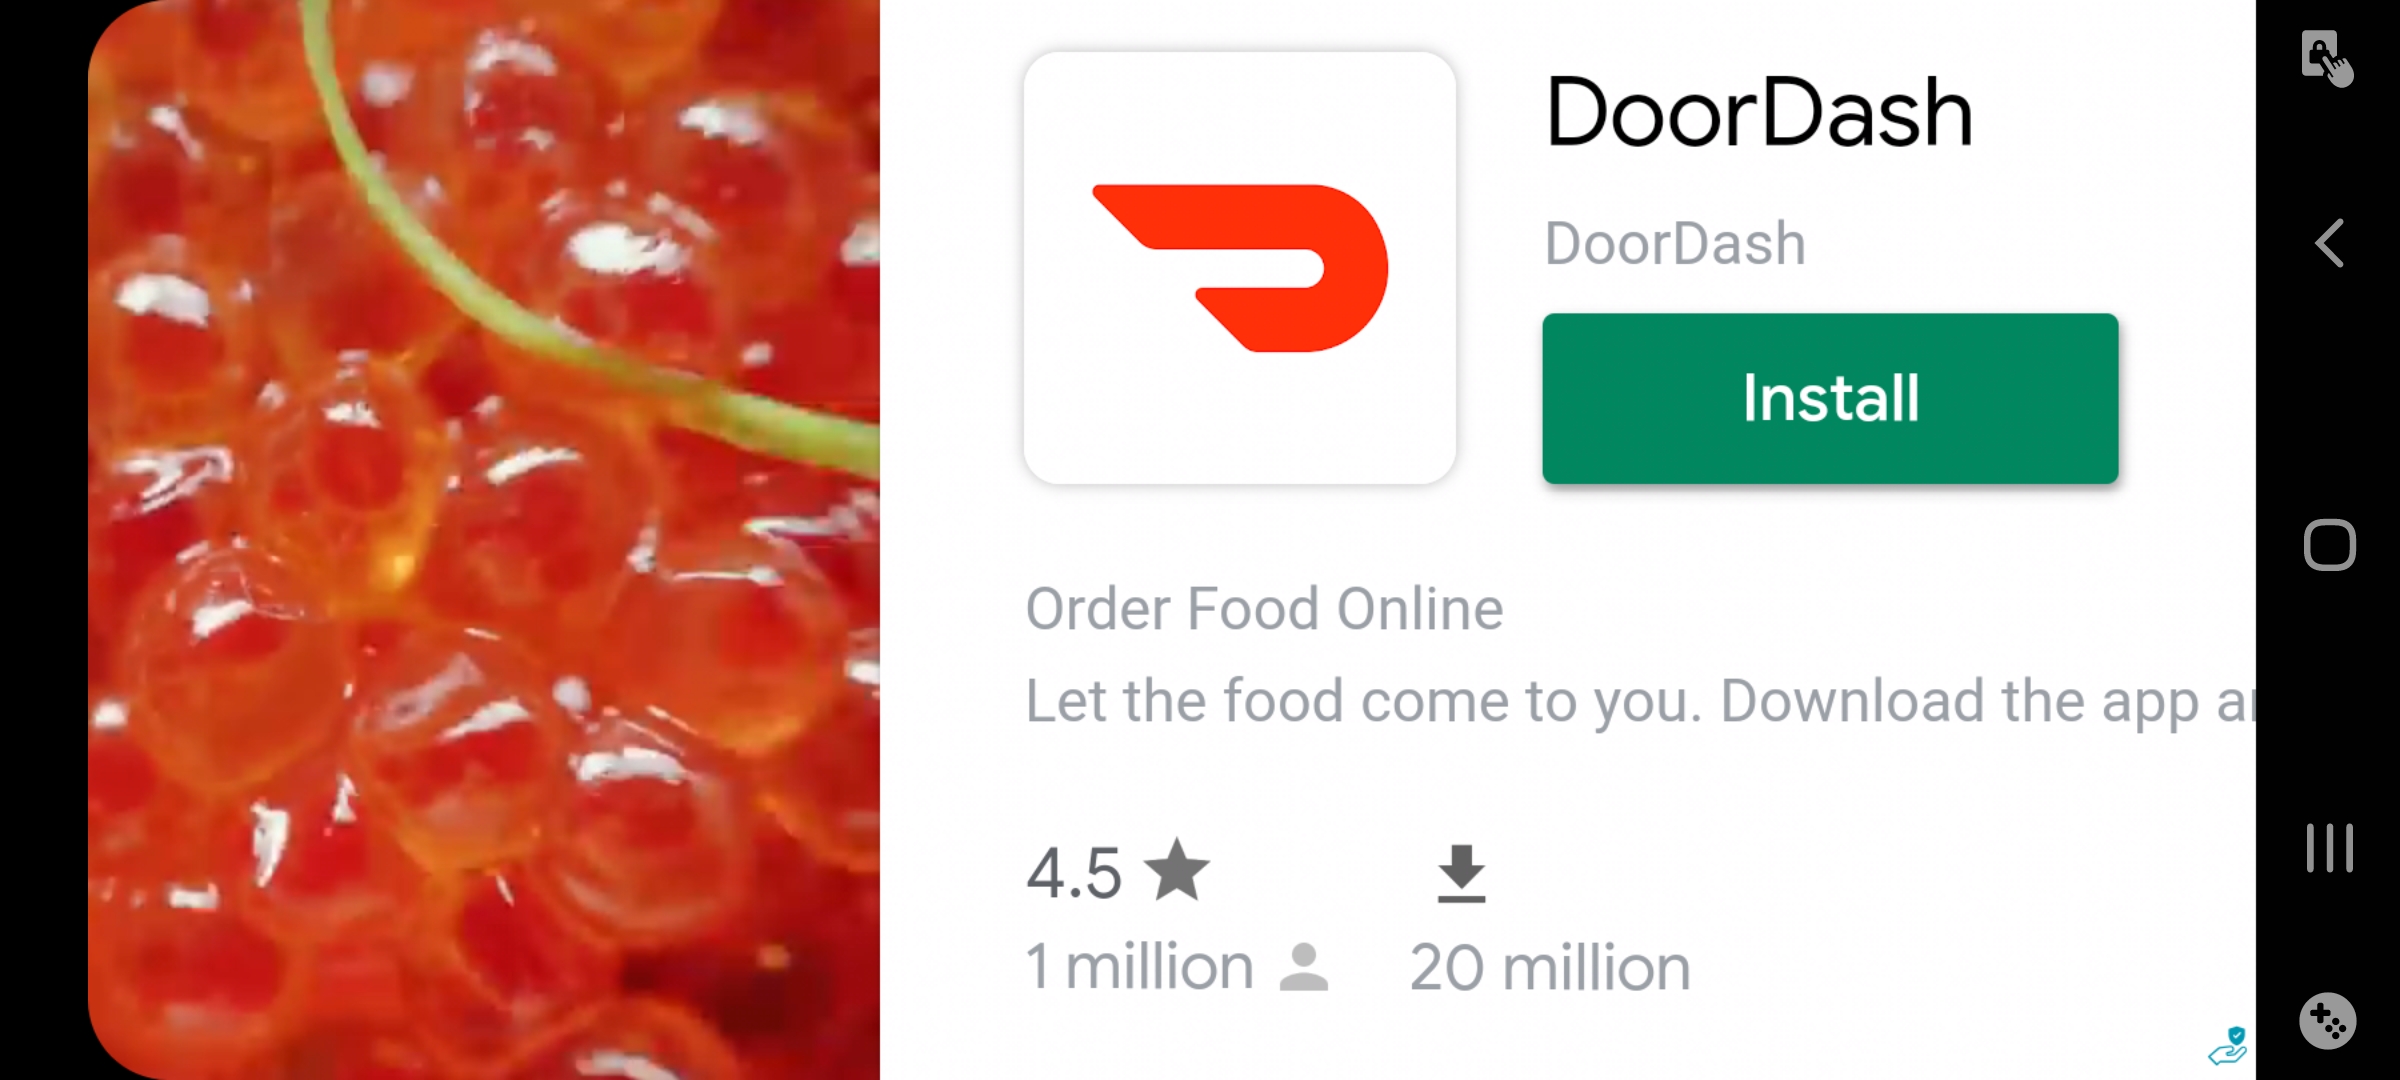 DoorDash
DoorDash
Install
Order Food Online
Let the food come to you. Download the app
4.5
1 million
20 million